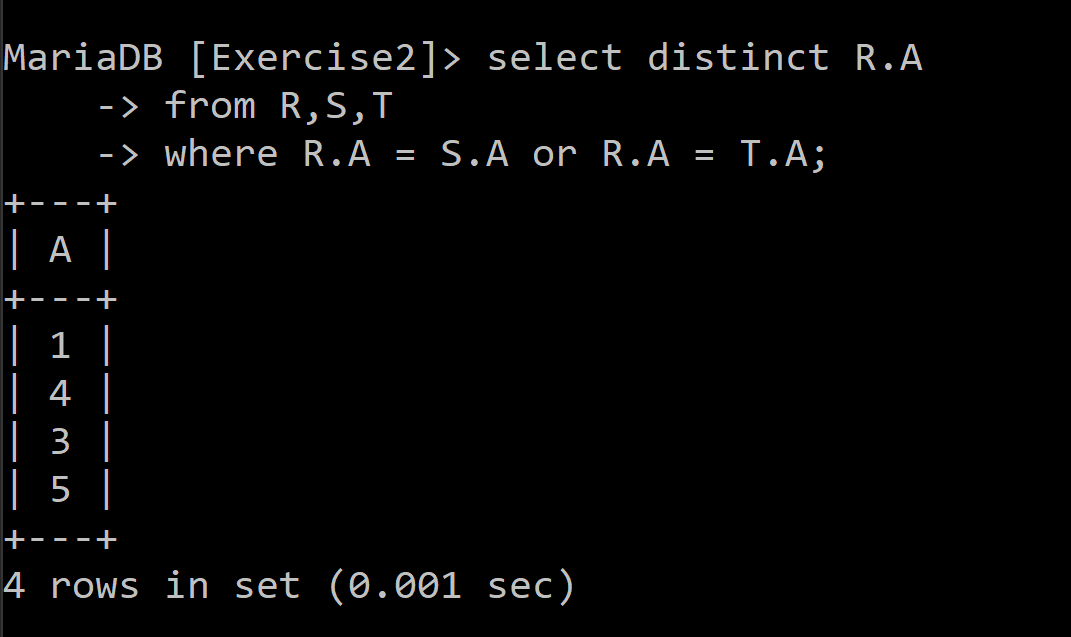 MariaDB [Exercise2]> select distinct R.A
    -> from R,S,T
    -> where R.A = S.A or R.A = T.A;
+---+
| A |
+---+
| 1 |
| 4 |
| 3 |
| 5 |
+---+
4 rows in set (0.001 sec)